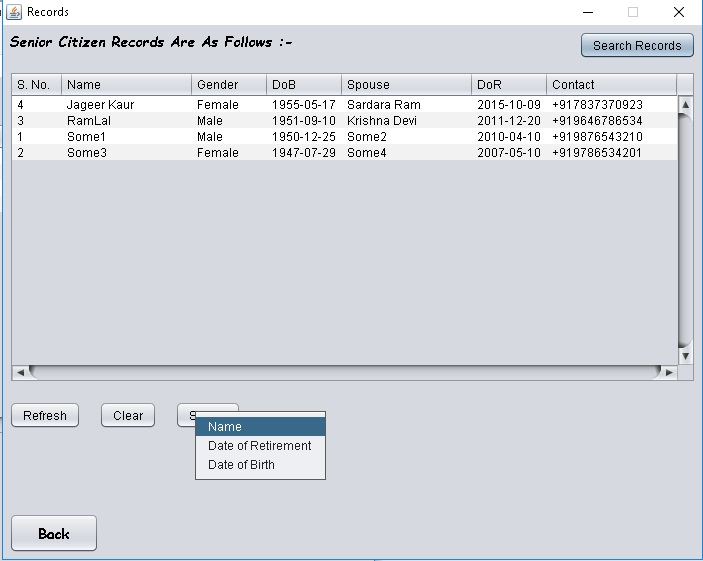 Records
Senior Citizen Records Are As Follows :-
Search Records
S. No. Name Gender DoB Spouse DoR Contact
4 Jageer Kaur Female 1955-05-17 Sardara Ram 2015-10-09 +917837370923
3 RamLal Male 1951-09-10 Krishna Devi 2011-12-20 +919646786534
1 Some1 Male 1950-12-25 Some2 2010-04-10 +919876543210
2 Some3 Female 1947-07-29 Some4 2007-05-10 +919786534201
Refresh Clear
Name
Date of Retirement
Date of Birth
Back